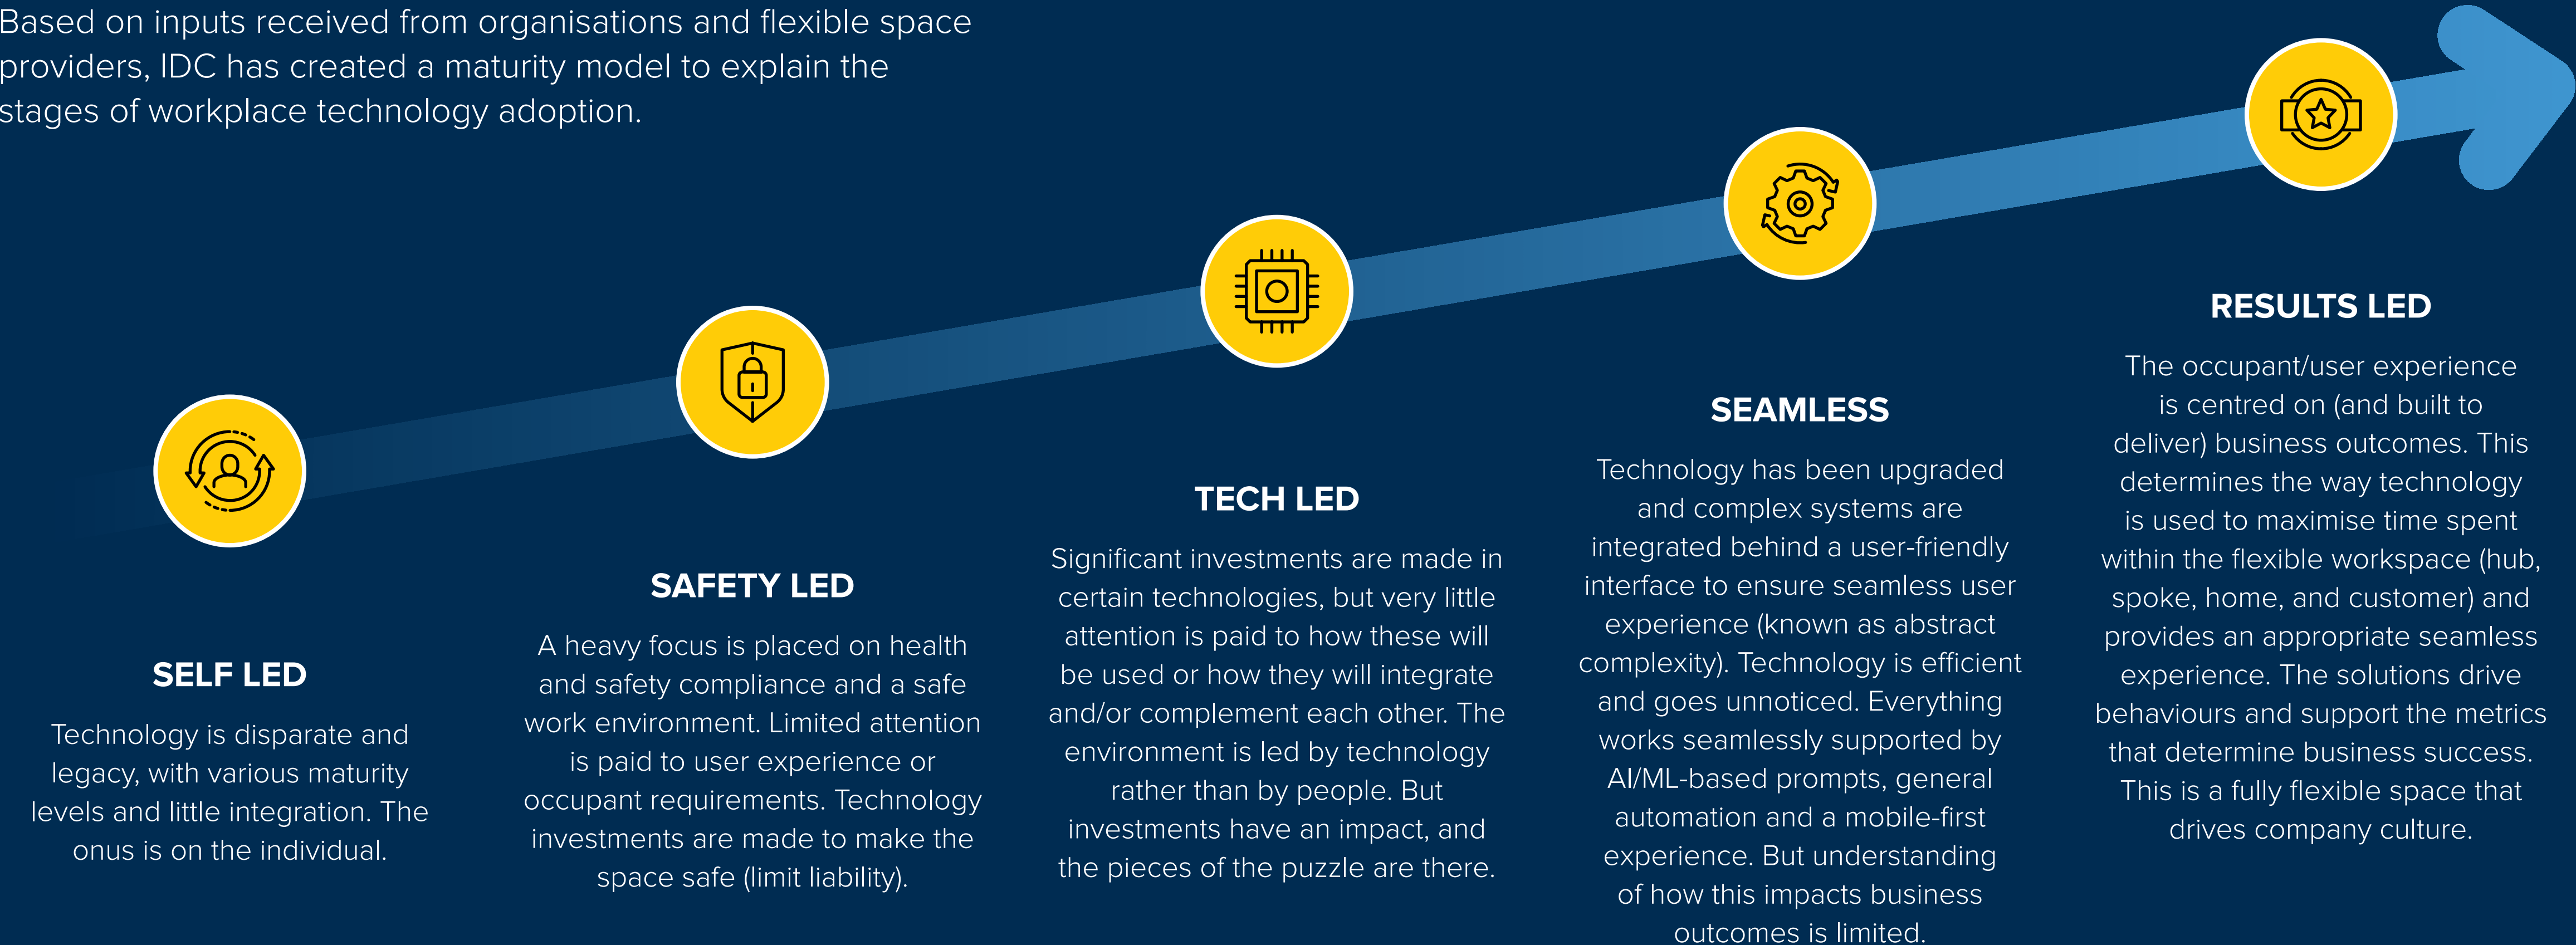 Based on inputs received from organisations and flexible space
providers, IDC has created a maturity model to explain the
stages of workplace technology adoption.
SELF LED
Technology is disparate and
legacy, with various maturity
levels and little integration. The
onus is on the individual.
SAFETY LED
A heavy focus is placed on health
and safety compliance and a safe
work environment. Limited attention
is paid to user experience or
occupant requirements. Technology
investments are made to make the
space safe (limit liability).
TECH LED
Significant investments are made in
certain technologies, but very little
attention is paid to how these will
be used or how they will integrate
and/or complement each other. The
environment is led by technology
rather than by people. But
investments have an impact, and
the pieces of the puzzle are there.
SEAMLESS
Technology has been upgraded
and complex systems are
integrated behind a user-friendly
interface to ensure seamless user
experience (known as abstract
complexity). Technology is efficient
and goes unnoticed. Everything
works seamlessly supported by
AI/ML-based prompts, general
automation and a mobile-first
experience. But understanding
of how this impacts business
outcomes is limited.
RESULTS LED
The occupant/user experience
is centred on (and built to
deliver) business outcomes. This
determines the way technology
is used to maximise time spent
within the flexible workspace (hub,
spoke, home, and customer) and
provides an appropriate seamless
experience. The solutions drive
behaviours and support the metrics
that determine business success.
This is a fully flexible space that
drives company culture.